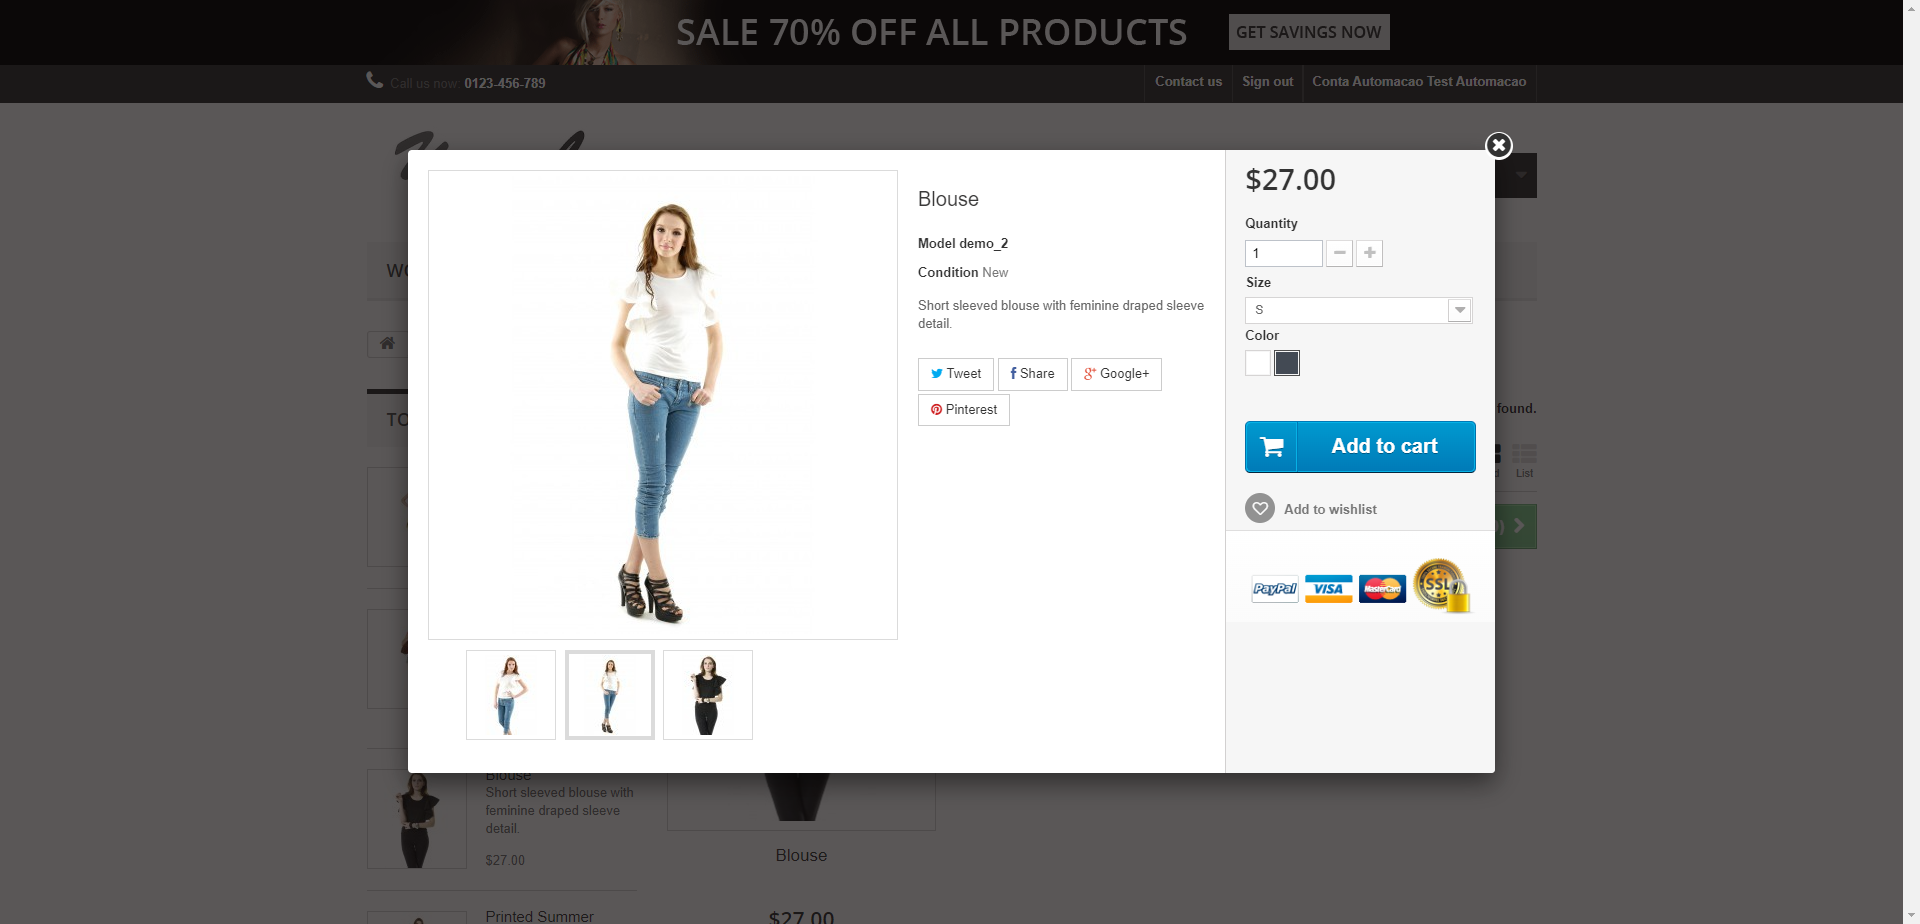 SALE 70% OFF ALL PRODUCTS
GET SAVINGS NOW
Call us now: 0123-456-789
Contact us
Sign out
Conta Automacao Test Automacao
Blouse
Model demo_2
Condition New
Short sleeved blouse with feminine draped sleeve
detail.
Tweet
Share
Google+
Pinterest
$27.00
Quantity
1
Size
S
Color
Add to cart
Add to wishlist
PayPal
VISA
MasterCard
SSL
WO
TO
found.
List
Blouse
Short sleeved blouse with
feminine draped sleeve
detail.
$27.00
Printed Summer
Blouse
$27.00